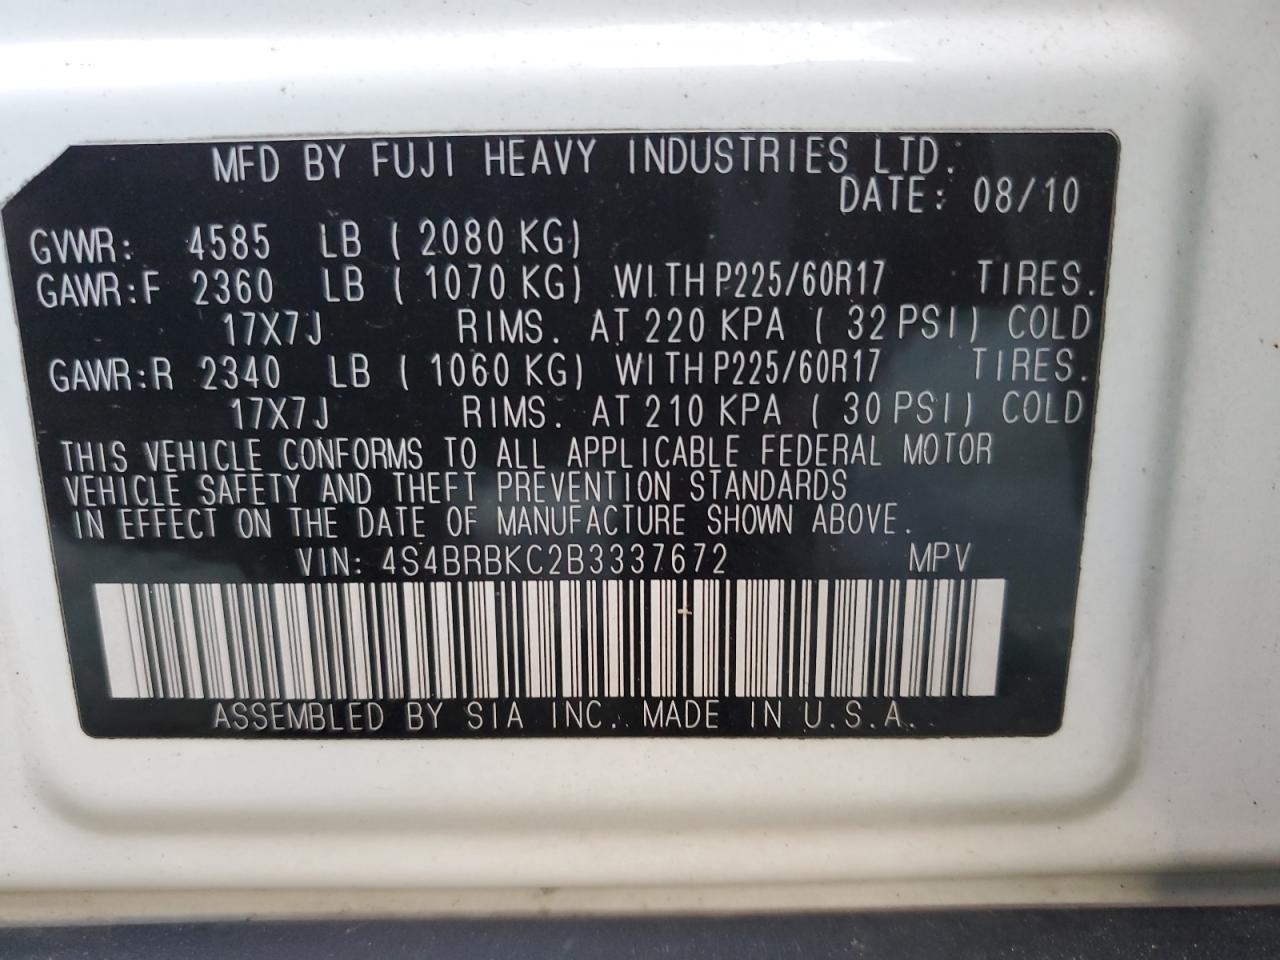 MFD BY FUJI HEAVY INDUSTRIES LTD.
DATE: 08/10
GVWR: 4585 LB ( 2080 KG)
GAWR:F 2360 LB ( 1070 KG) WITH P225/60R17 TIRES.
17X7J RIMS. AT 220 KPA ( 32 PSI) COLD
GAWR:R 2340 LB ( 1060 KG) WITH P225/60R17 TIRES.
17X7J RIMS. AT 210 KPA ( 30 PSI) COLD
THIS VEHICLE CONFORMS TO ALL APPLICABLE FEDERAL MOTOR
VEHICLE SAFETY AND THEFT PREVENTION STANDARDS
IN EFFECT ON THE DATE OF MANUFACTURE SHOWN ABOVE.
VIN: 4S4BRBKC2B3337672 MPV
ASSEMBLED BY SIA INC. MADE IN U.S.A.